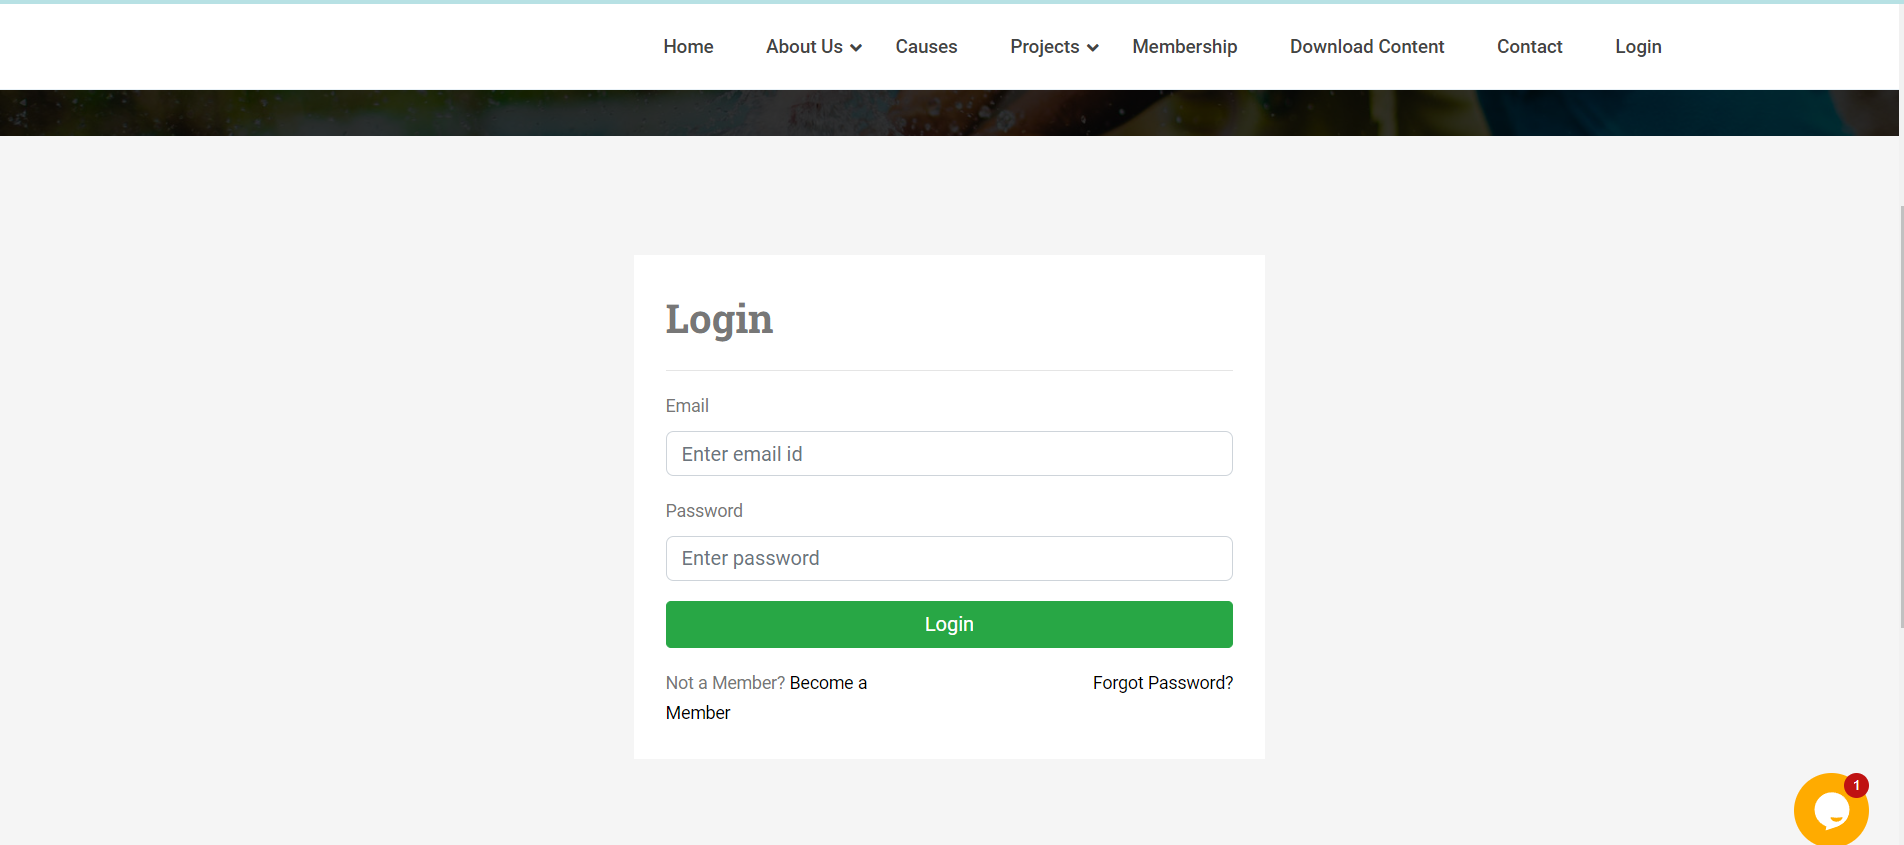 Home About Us Causes Projects Membership Download Content Contact Login
Login
Email
Enter email id
Password
Enter password
Login
Not a Member? Become a Member
Forgot Password?
1